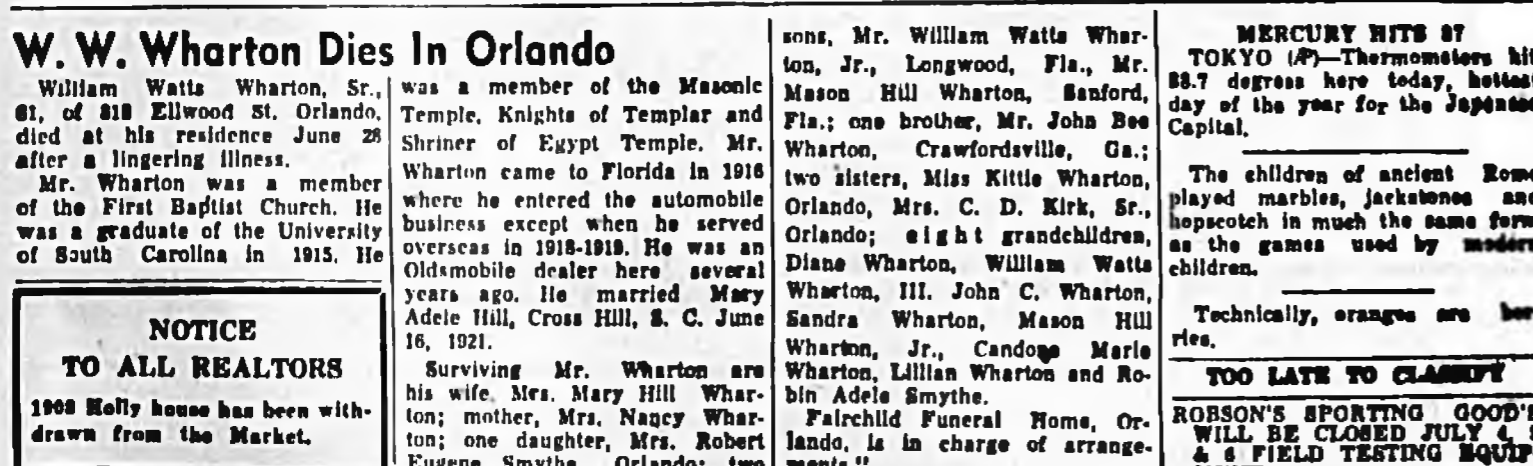 W. W. Wharton Dies In Orlando
William Watts Wharton, Sr.,
61, of 818 Ellwood St. Orlando,
died at his residence June 28
after a lingering illness.
Mr. Wharton was a member
of the First Baptist Church. He
was a graduate of the University
of South Carolina in 1915. He
was a member of the Masonic
Temple, Knights of Templar and
Shriner of Egypt Temple. Mr.
Wharton came to Florida in 1916
where he entered the automobile
business except when he served
overseas in 1918-1919. He was an
Oldsmobile dealer here several
years ago. He married Mary
Adele Hill, Cross Hill, S. C. June
16, 1921.
Surviving Mr. Wharton are
his wife, Mrs. Mary Hill Whar-
ton; mother, Mrs. Nancy Whar-
ton; one daughter, Mrs. Robert
Eugene Smythe, Orlando; two
sons, Mr. William Watts Whar-
ton, Jr., Longwood, Fla., Mr.
Mason Hill Wharton, Sanford,
Fla.; one brother, Mr. John Bee
Wharton, Crawfordsville, Ga.;
two sisters, Miss Kittie Wharton,
Orlando, Mrs. C. D. Kirk, Sr.,
Orlando; eight grandchildren,
Diane Wharton, William Watts
Wharton, III. John C. Wharton,
Sandra Wharton, Mason Hill
Wharton, Jr., Marie
Wharton, Lillian Wharton and Ro-
bin Adele Smythe.
Fairchild Funeral Home, Or-
lando, is in charge of arrange-
ments."
NOTICE
TO ALL REALTORS
Holly house has been with-
drawn from the Market.
MERCURY HITS 87
TOKYO (AP)—Thermometers hit
88.7 degrees here today, hottest
day of the year for the Japanese
Capital.
The children of ancient Rome
played marbles, jackstones and
hopscotch in much the same form
as the games used by modern
children.
Technically, oranges are ber-
ries.
TOO LATE TO CLASSIFY
ROBSON'S SPORTING GOOD'S
WILL BE CLOSED JULY 4,
& 6 FIELD TESTING EQUIP